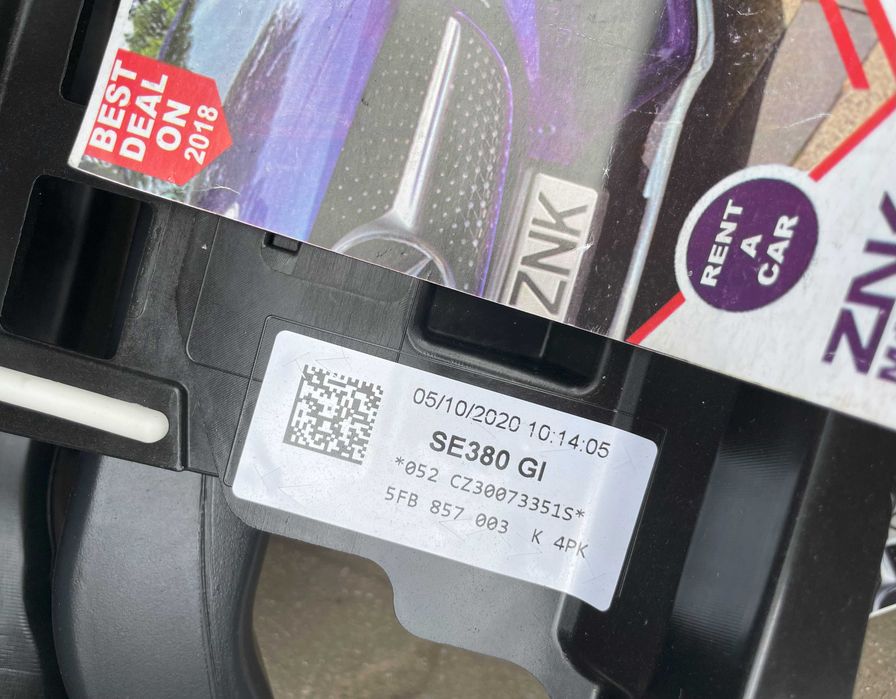 BEST
DEAL
ON
2018
ZNK
RENT
A
CAR
ZNK
05/10/2020 10:14:05
SE380 GI
*052 CZ30073351S*
5FB 857 003 K 4PK